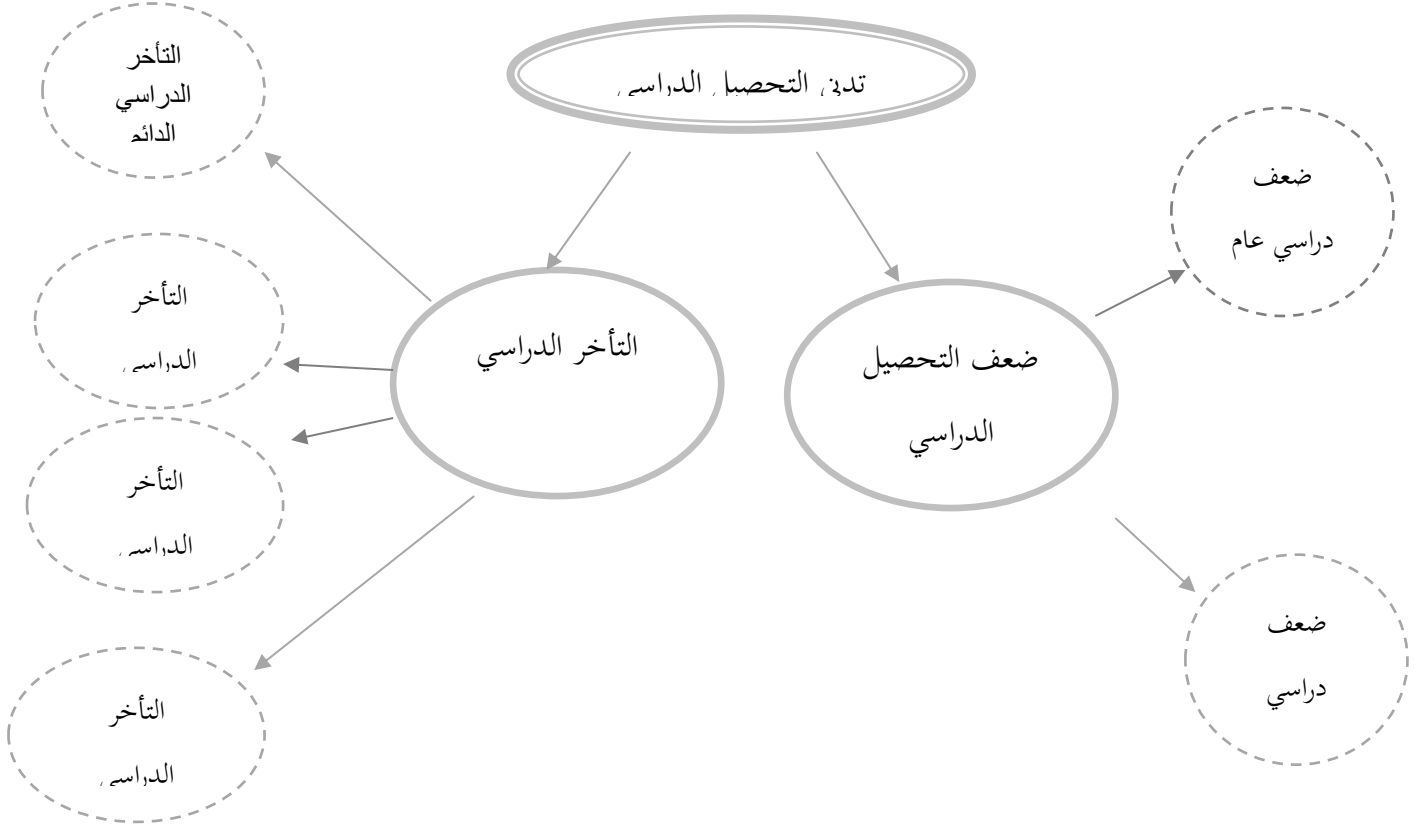 تدني التحصيل الدراسي
ضعف
دراسي عام
ضعف التحصيل
الدراسي
ضعف
دراسي
التأخر الدراسي
التأخر
الدراسي
الدائم
التأخر
الدراسي
التأخر
الدراسي
التأخر
الدراسي